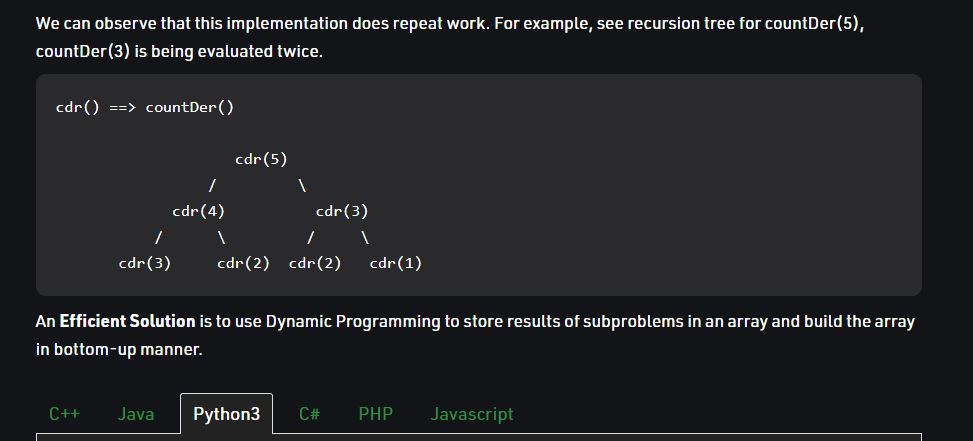 We can observe that this implementation does repeat work. For example, see recursion tree for countDer(5),
countDer(3) is being evaluated twice.
cdr() ==> countDer()
cdr(5)
/ \
cdr(4) cdr(3)
/ \ / \
cdr(3) cdr(2) cdr(2) cdr(1)
An Efficient Solution is to use Dynamic Programming to store results of subproblems in an array and build the array
in bottom-up manner.
C++ Java Python3 C# PHP Javascript